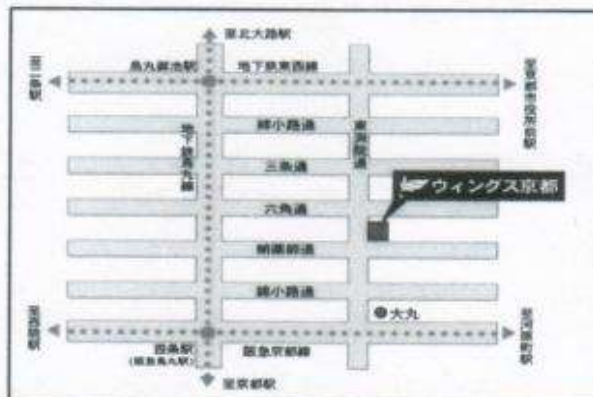 至北大路駅
烏丸御池駅
地下鉄東西線
至二条駅
至京都市役所前駅
姉小路通
地下鉄烏丸線
東洞院通
三条通
ウィングス京都
六角通
蛸薬師通
錦小路通
大丸
至河原町駅
四条駅
(阪急烏丸駅)
阪急京都線
至京都駅